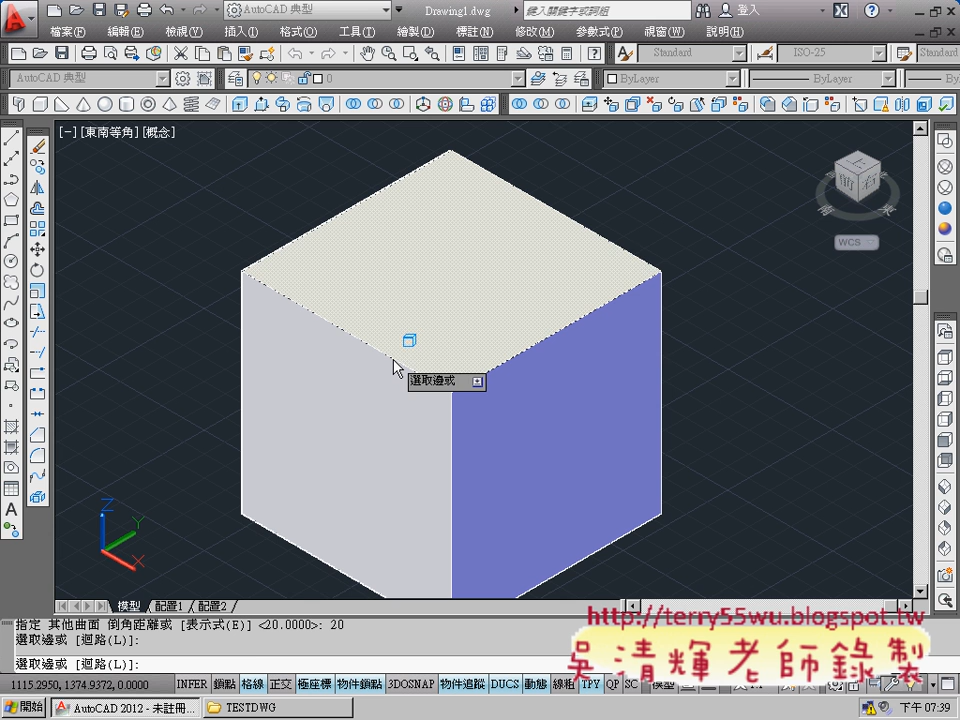 AutoCAD 典型
Drawing1.dwg
鍵入關鍵字或詞組
登入
檔案(F) 編輯(E) 檢視(V) 插入(I) 格式(O) 工具(T) 繪製(D) 標註(N) 修改(M) 參數式(P) 視窗(W) 說明(H)
Standard
ISO-25
Standard
AutoCAD 典型
0
ByLayer
ByLayer
By
[-] [東南等角] [概念]
上
前
右
南
東
WCS
選取邊或
Z
Y
X
模型 / 配置1 / 配置2 /
指定 其他曲面 倒角距離或 [表示式(E)] <20.0000>: 20
選取邊或 [迴路(L)]:
選取邊或 [迴路(L)]:
http://terry55wu.blogspot.tw
吳清輝老師錄製
1115.2950, 1374.9372, 0.0000
INFER 鎖點 格線 正交 極座標 物件鎖點 3DOSNAP 物件追蹤 DUCS 動態 線粗 TPY QP SC 模型
開始
AutoCAD 2012 - 未註冊...
TESTDWG
下午 07:39